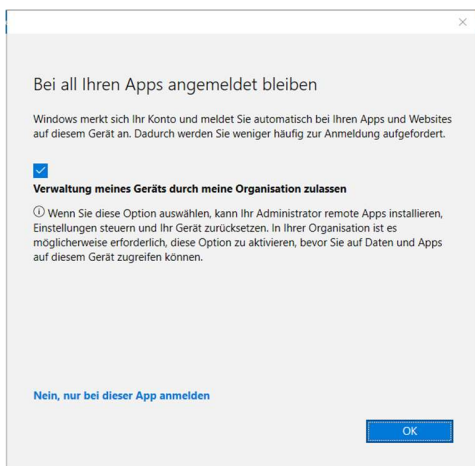 Bei all Ihren Apps angemeldet bleiben
Windows merkt sich Ihr Konto und meldet Sie automatisch bei Ihren Apps und Websites
auf diesem Gerät an. Dadurch werden Sie weniger häufig zur Anmeldung aufgefordert.
Verwaltung meines Geräts durch meine Organisation zulassen
Wenn Sie diese Option auswählen, kann Ihr Administrator remote Apps installieren,
Einstellungen steuern und Ihr Gerät zurücksetzen. In Ihrer Organisation ist es
möglicherweise erforderlich, diese Option zu aktivieren, bevor Sie auf Daten und Apps
auf diesem Gerät zugreifen können.
Nein, nur bei dieser App anmelden
OK